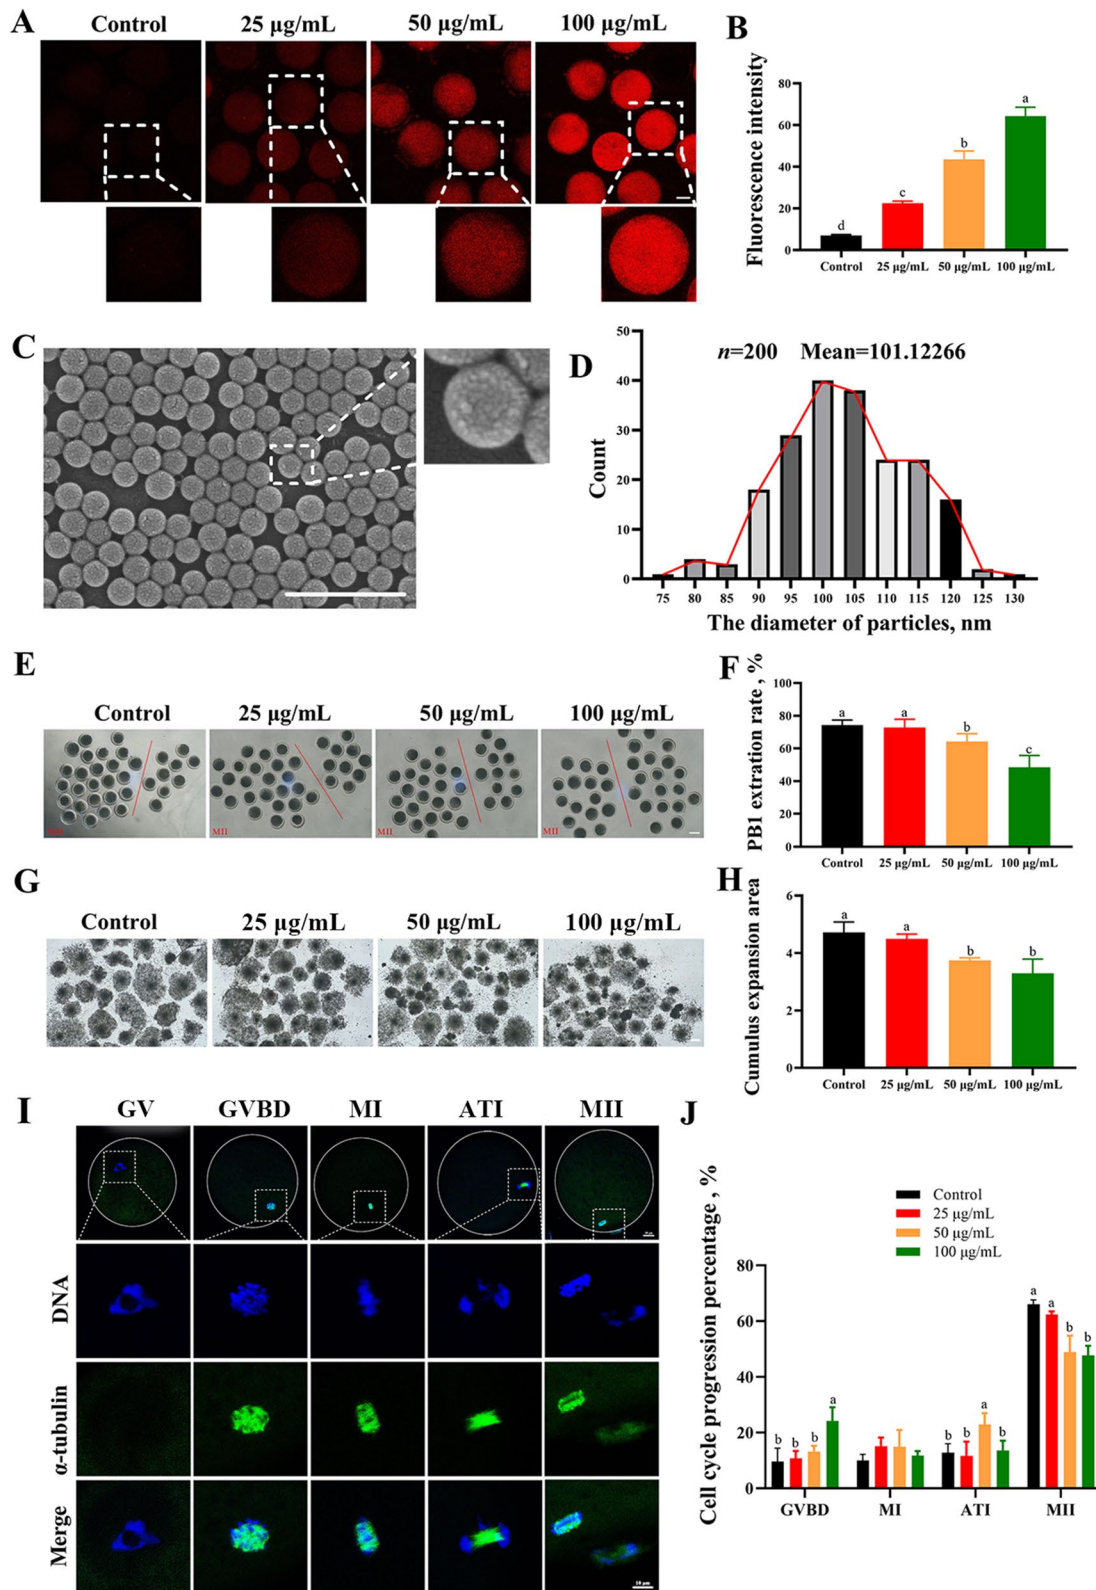 A
Control
25 μg/mL
50 μg/mL
100 μg/mL
B
Fluorescence intensity
80
60
40
20
0
d
c
b
a
Control
25 μg/mL
50 μg/mL
100 μg/mL
C
D
n=200 Mean=101.12266
Count
50
40
30
20
10
0
75 80 85 90 95 100 105 110 115 120 125 130
The diameter of particles, nm
E
Control
25 μg/mL
50 μg/mL
100 μg/mL
MII
MII
MII
MII
F
PB1 extration rate , %
100
80
60
40
20
0
a
a
b
c
Control
25 μg/mL
50 μg/mL
100 μg/mL
G
Control
25 μg/mL
50 μg/mL
100 μg/mL
H
Cumulus expansion area
6
4
2
0
a
a
b
b
Control
25 μg/mL
50 μg/mL
100 μg/mL
I
GV
GVBD
MI
ATI
MII
DNA
α-tubulin
Merge
10 μm
J
Cell cycle progression percentage , %
Control
25 μg/mL
50 μg/mL
100 μg/mL
80
60
40
20
0
b b b a
b b a b
a a b b
GVBD
MI
ATI
MII